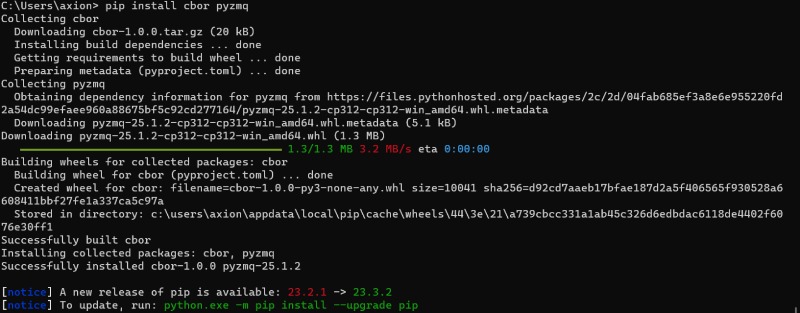 C:\Users\axion> pip install cbor pyzmq
Collecting cbor
  Downloading cbor-1.0.0.tar.gz (20 kB)
  Installing build dependencies ... done
  Getting requirements to build wheel ... done
  Preparing metadata (pyproject.toml) ... done
Collecting pyzmq
  Obtaining dependency information for pyzmq from https://files.pythonhosted.org/packages/2c/2d/04fab685ef3a8e6e955220fd
2a54dc99efaee960a88675bf5c92cd277164/pyzmq-25.1.2-cp312-cp312-win_amd64.whl.metadata
  Downloading pyzmq-25.1.2-cp312-cp312-win_amd64.whl.metadata (5.1 kB)
Downloading pyzmq-25.1.2-cp312-cp312-win_amd64.whl (1.3 MB)
1.3/1.3 MB 3.2 MB/s eta 0:00:00
Building wheels for collected packages: cbor
  Building wheel for cbor (pyproject.toml) ... done
  Created wheel for cbor: filename=cbor-1.0.0-py3-none-any.whl size=10041 sha256=d92cd7aaeb17bfae187d2a5f406565f930528a6
608411bbf27fe1a337ca5c97a
  Stored in directory: c:\users\axion\appdata\local\pip\cache\wheels\44\3e\21\a739cbcc331a1ab45c326d6edbdac6118de4402f60
76e30ff1
Successfully built cbor
Installing collected packages: cbor, pyzmq
Successfully installed cbor-1.0.0 pyzmq-25.1.2
[notice] A new release of pip is available: 23.2.1 -> 23.3.2
[notice] To update, run: python.exe -m pip install --upgrade pip